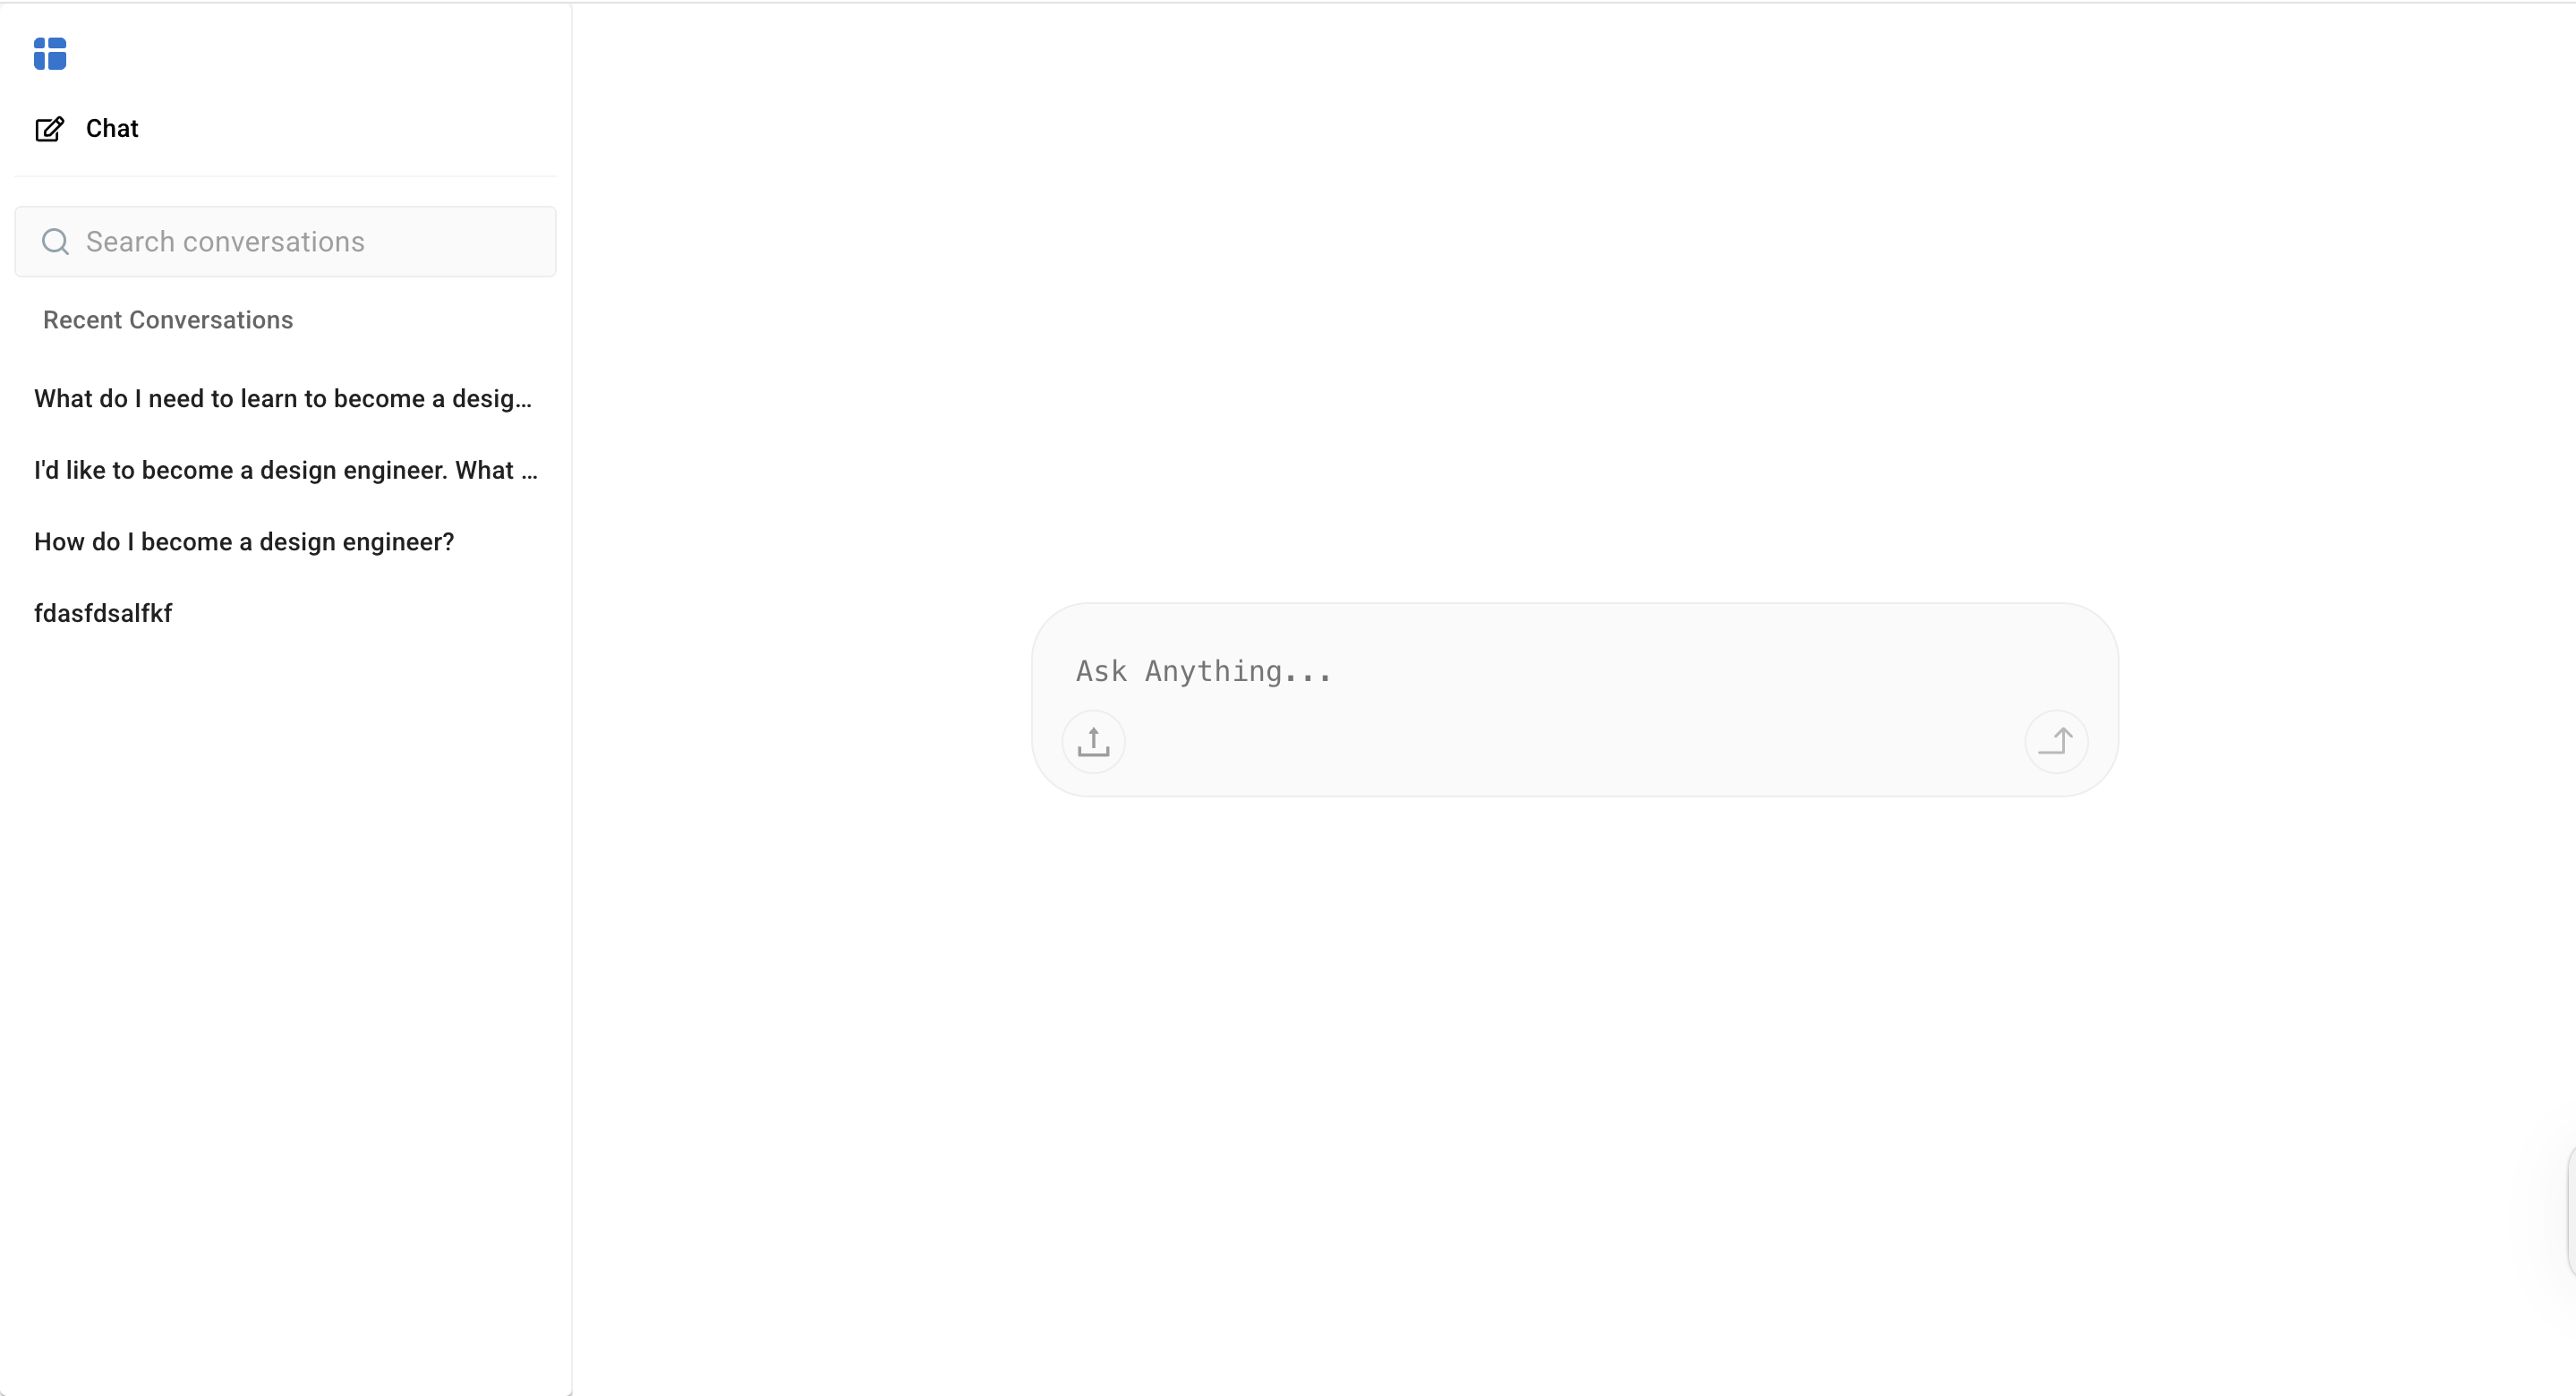 Chat
Search conversations
Recent Conversations
What do I need to learn to become a desig...
I'd like to become a design engineer. What ...
How do I become a design engineer?
fdasfdsalfkf
Ask Anything...